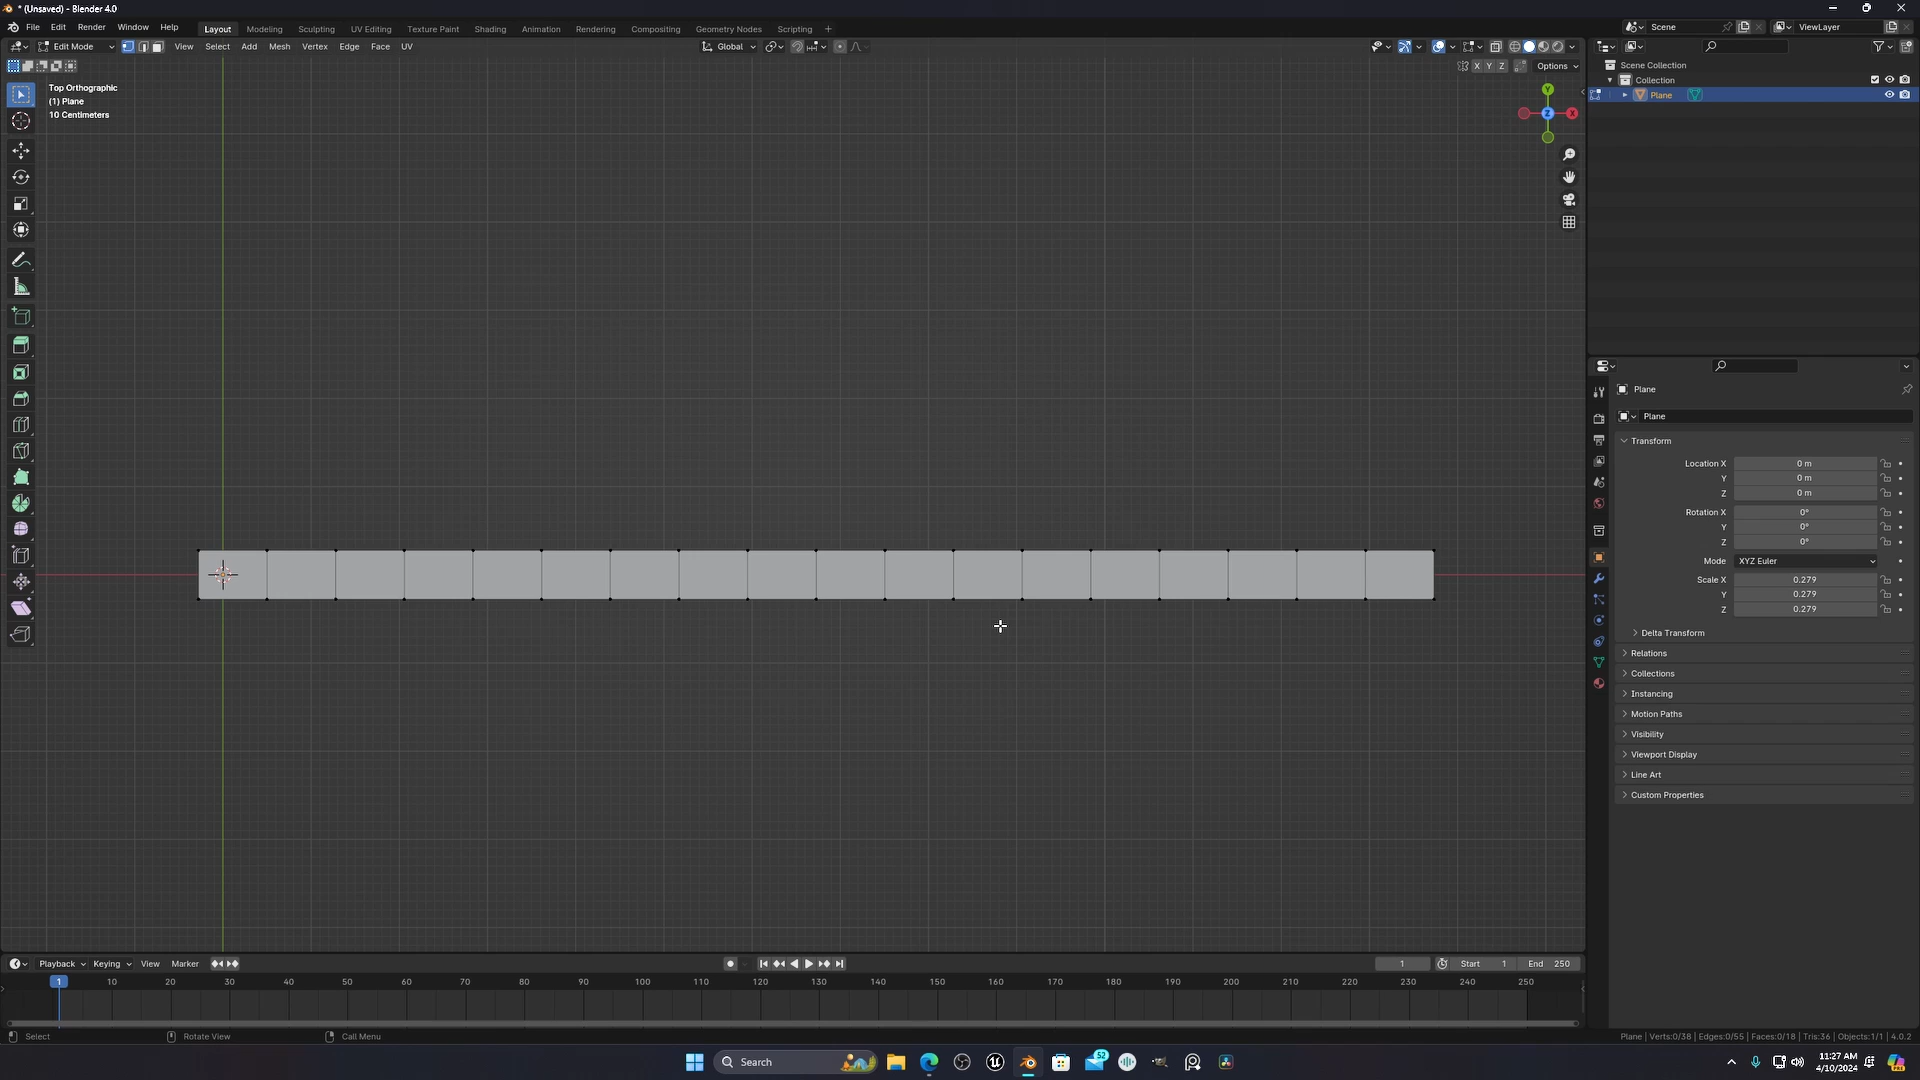 * (Unsaved) - Blender 4.0
File Edit Render Window Help Layout Modeling Sculpting UV Editing Texture Paint Shading Animation Rendering Compositing Geometry Nodes Scripting + Scene ViewLayer
Edit Mode View Select Add Mesh Vertex Edge Face UV Global
X Y Z Options
Top Orthographic
(1) Plane
10 Centimeters
Y
Z X
Scene Collection
Collection
Plane
Plane
Plane
Transform
Location X 0 m
Y 0 m
Z 0 m
Rotation X 0°
Y 0°
Z 0°
Mode XYZ Euler
Scale X 0.279
Y 0.279
Z 0.279
Delta Transform
Relations
Collections
Instancing
Motion Paths
Visibility
Viewport Display
Line Art
Custom Properties
Playback Keying View Marker 1 Start 1 End 250
1 10 20 30 40 50 60 70 80 90 100 110 120 130 140 150 160 170 180 190 200 210 220 230 240 250
Select Rotate View Call Menu Plane | Verts:0/38 | Edges:0/55 | Faces:0/18 | Tris:36 | Objects:1/1 | 4.0.2
Search 52 11:27 AM
4/10/2024